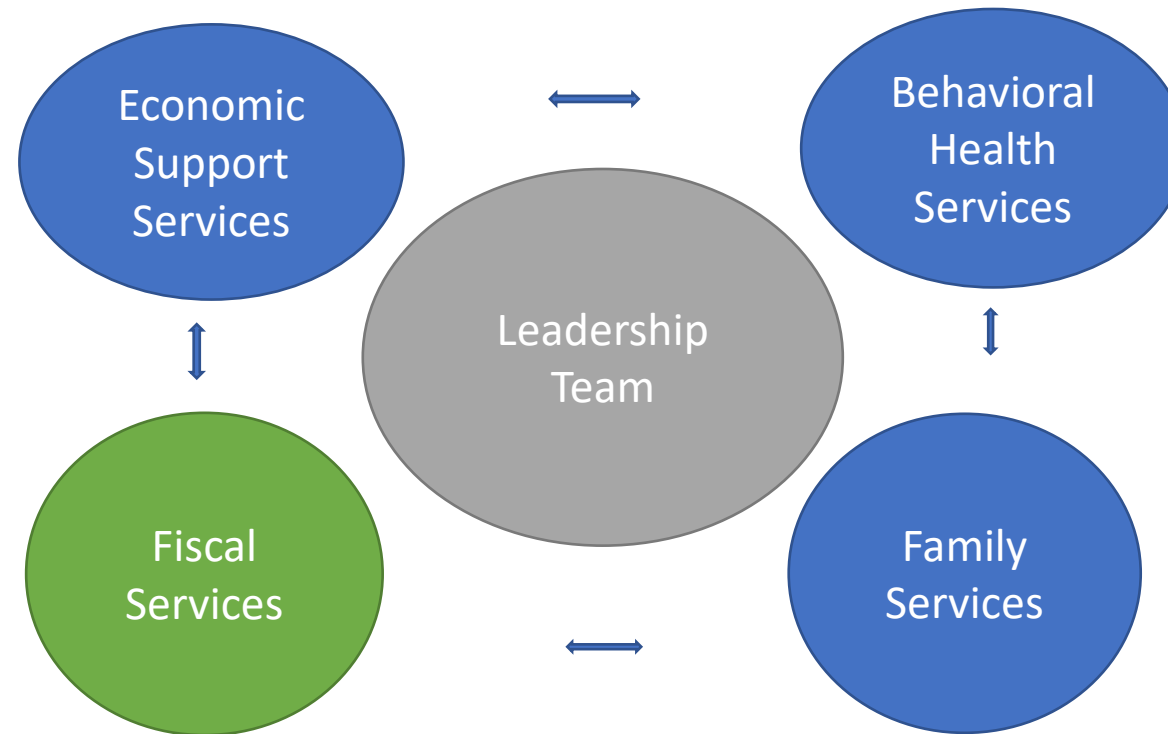 Economic
Support
Services
Behavioral
Health
Services
Leadership
Team
Fiscal
Services
Family
Services